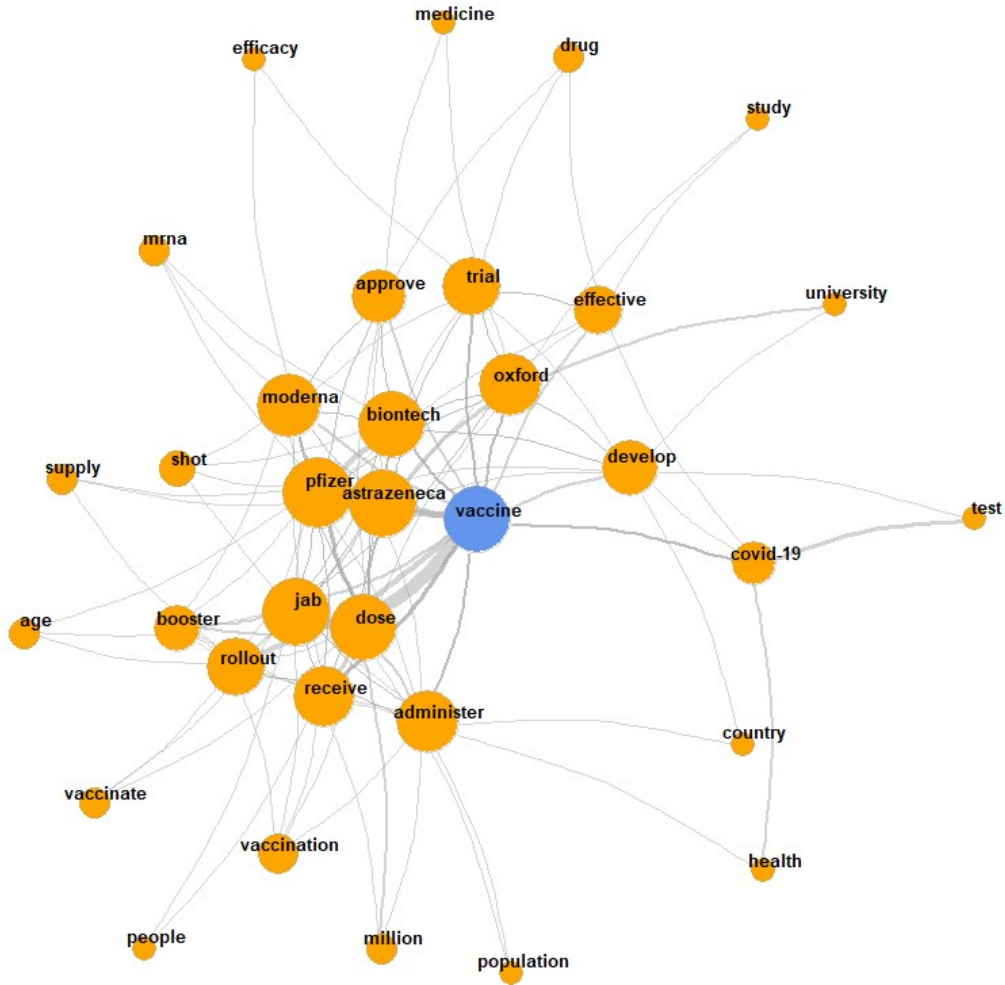 medicine
efficacy
drug
study
mrna
approve
trial
effective
university
moderna
biontech
oxford
supply
shot
pfizer
astrazeneca
develop
vaccine
test
covid-19
age
booster
jab
dose
rollout
receive
administer
country
vaccinate
vaccination
health
people
million
population